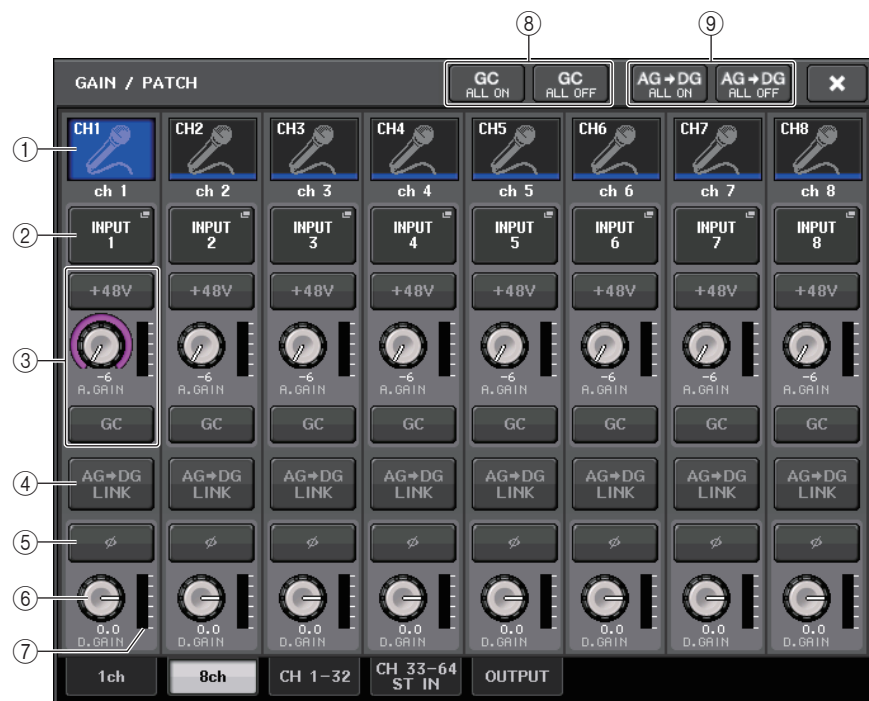 ⑧ ⑨
GAIN / PATCH
GC ALL ON
GC ALL OFF
AG➔DG ALL ON
AG➔DG ALL OFF
✖
①
CH1 CH2 CH3 CH4 CH5 CH6 CH7 CH8
ch 1 ch 2 ch 3 ch 4 ch 5 ch 6 ch 7 ch 8
②
INPUT INPUT INPUT INPUT INPUT INPUT INPUT INPUT
1 2 3 4 5 6 7 8
+48V +48V +48V +48V +48V +48V +48V +48V
③
-6 -6 -6 -6 -6 -6 -6 -6
A.GAIN A.GAIN A.GAIN A.GAIN A.GAIN A.GAIN A.GAIN A.GAIN
GC GC GC GC GC GC GC GC
④
AG➔DG AG➔DG AG➔DG AG➔DG AG➔DG AG➔DG AG➔DG AG➔DG
LINK LINK LINK LINK LINK LINK LINK LINK
⑤
ø ø ø ø ø ø ø ø
⑥
0.0 0.0 0.0 0.0 0.0 0.0 0.0 0.0
⑦
D.GAIN D.GAIN D.GAIN D.GAIN D.GAIN D.GAIN D.GAIN D.GAIN
1ch
8ch
CH 1-32
CH 33-64
ST IN
OUTPUT